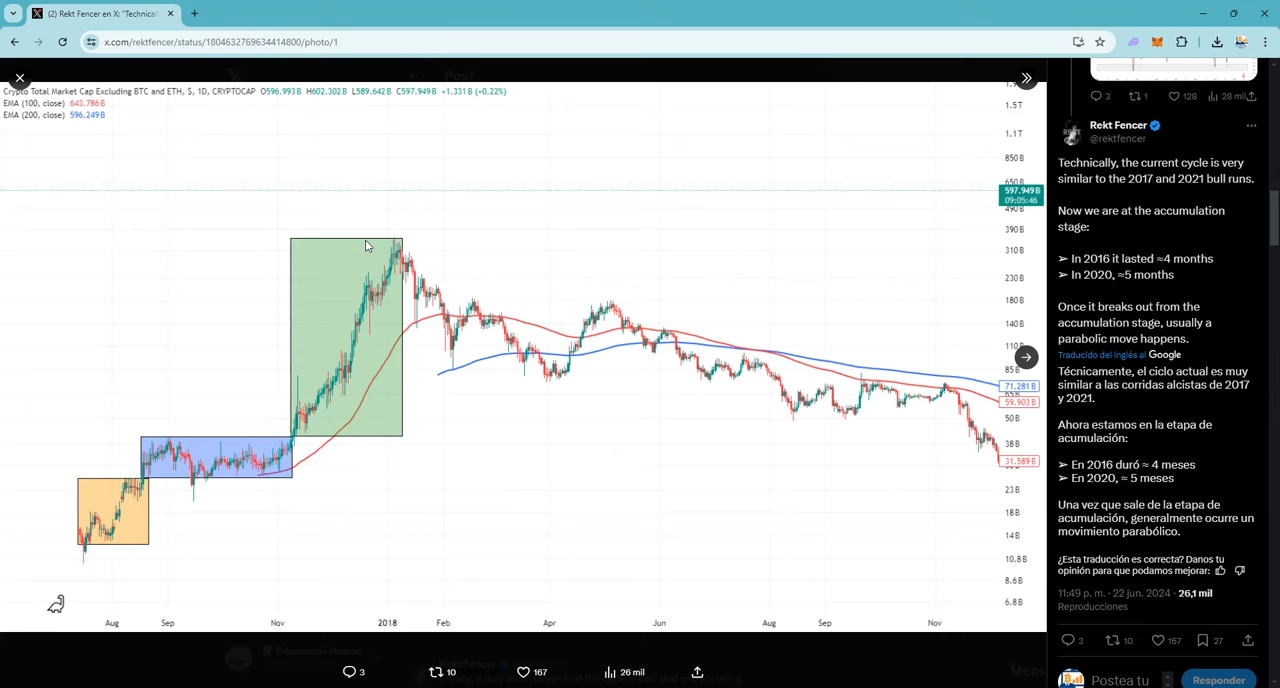 (2) Rekt Fencer en X: "Technical
x.com/rektfencer/status/1804632769634414800/photo/1
Post
Crypto Total Market Cap Excluding BTC and ETH, $, 1D, CRYPTOCAP O596.993B H602.302B L589.642B C597.949B +1.331B (+0.22%)
EMA (100, close) 643.786B
EMA (200, close) 596.249B
1.5T
1.1T
850B
650B
597.949B
09:05:46
490B
390B
310B
230B
180B
140B
110B
85B
71.281B
59.903B
50B
38B
31.589B
23B
18B
14B
10.8B
8.6B
6.8B
Aug
Sep
Nov
2018
Feb
Apr
Jun
Aug
Sep
Nov
3
10
167
26 mil
3
1
128
28 mil
Rekt Fencer
@rektfencer
Technically, the current cycle is very
similar to the 2017 and 2021 bull runs.
Now we are at the accumulation
stage:
➢ In 2016 it lasted ≈4 months
➢ In 2020, ≈5 months
Once it breaks out from the
accumulation stage, usually a
parabolic move happens.
Traducido del inglés al Google
Técnicamente, el ciclo actual es muy
similar a las corridas alcistas de 2017
y 2021.
Ahora estamos en la etapa de
acumulación:
➢ En 2016 duró ≈ 4 meses
➢ En 2020, ≈ 5 meses
Una vez que sale de la etapa de
acumulación, generalmente ocurre un
movimiento parabólico.
¿Esta traducción es correcta? Danos tu
opinión para que podamos mejorar:
11:49 p. m. · 22 jun. 2024 · 26,1 mil
Reproducciones
3
10
167
27
Postea tu
Responder